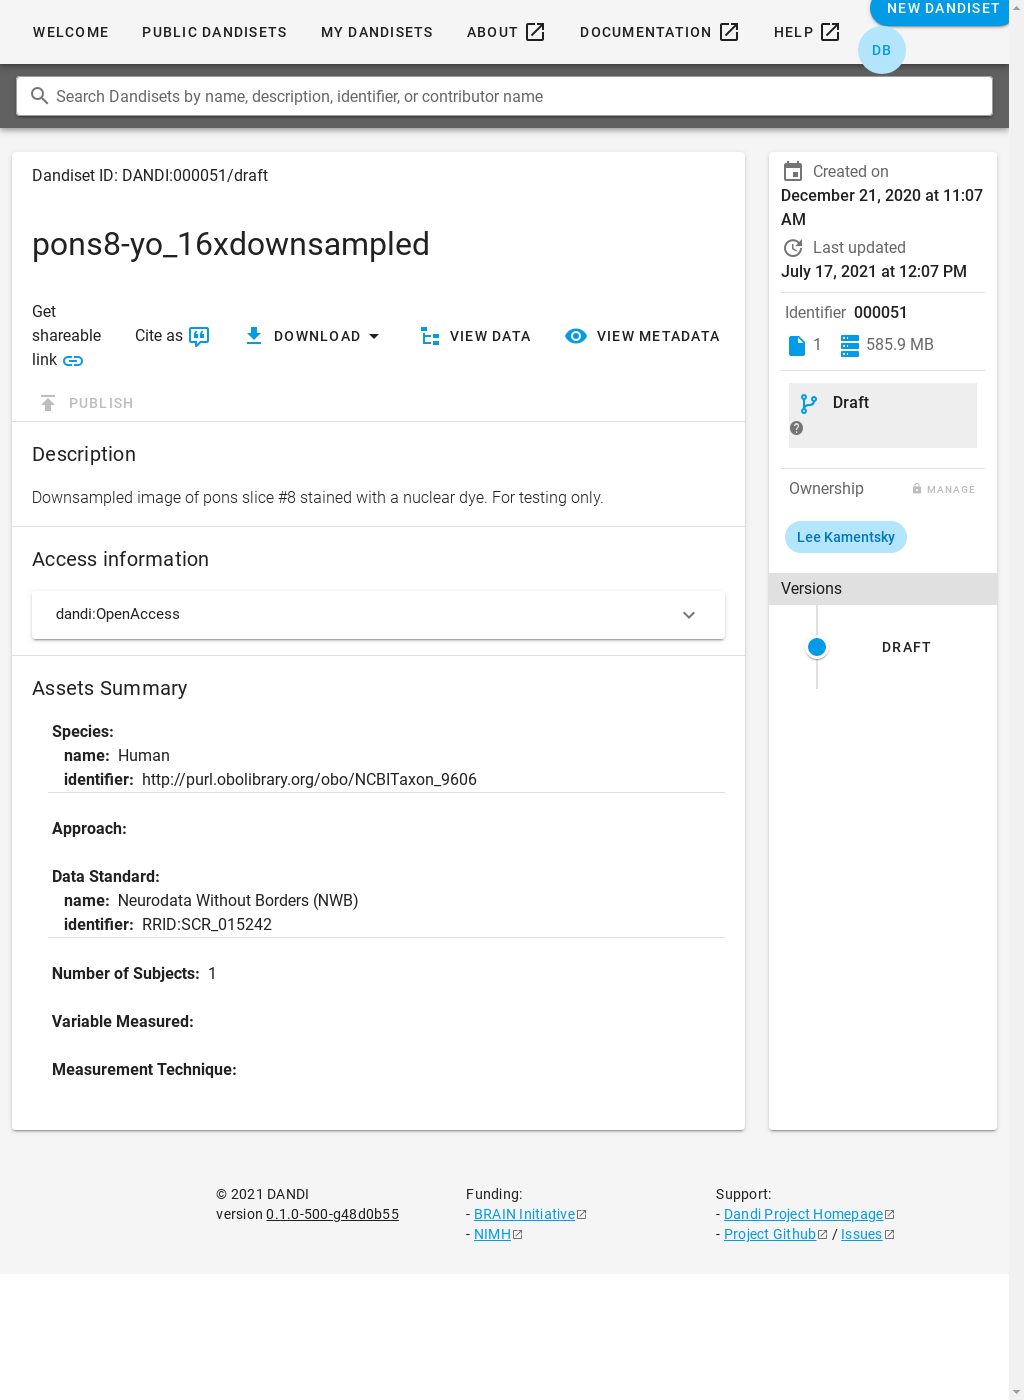 WELCOME PUBLIC DANDISETS MY DANDISETS ABOUT DOCUMENTATION HELP NEW DANDISET
DB
Search Dandisets by name, description, identifier, or contributor name
Dandiset ID: DANDI:000051/draft
pons8-yo_16xdownsampled
Get shareable link
Cite as
DOWNLOAD
VIEW DATA
VIEW METADATA
PUBLISH
Description
Downsampled image of pons slice #8 stained with a nuclear dye. For testing only.
Access information
dandi:OpenAccess
Assets Summary
Species:
name: Human
identifier: http://purl.obolibrary.org/obo/NCBITaxon_9606
Approach:
Data Standard:
name: Neurodata Without Borders (NWB)
identifier: RRID:SCR_015242
Number of Subjects: 1
Variable Measured:
Measurement Technique:
Created on
December 21, 2020 at 11:07
AM
Last updated
July 17, 2021 at 12:07 PM
Identifier 000051
1 585.9 MB
Draft
Ownership MANAGE
Lee Kamentsky
Versions
DRAFT
© 2021 DANDI
version 0.1.0-500-g48d0b55
Funding:
- BRAIN Initiative
- NIMH
Support:
- Dandi Project Homepage
- Project Github / Issues